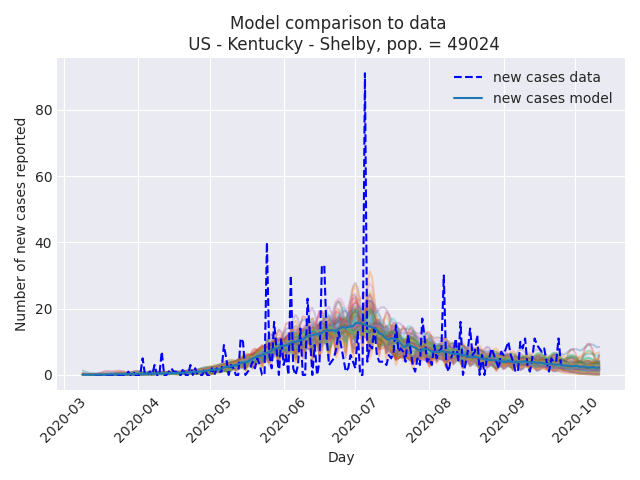 Model comparison to data
US - Kentucky - Shelby, pop. = 49024
new cases data
new cases model
Number of new cases reported
80
60
40
20
0
2020-03
2020-04
2020-05
2020-06
2020-07
2020-08
2020-09
2020-10
Day